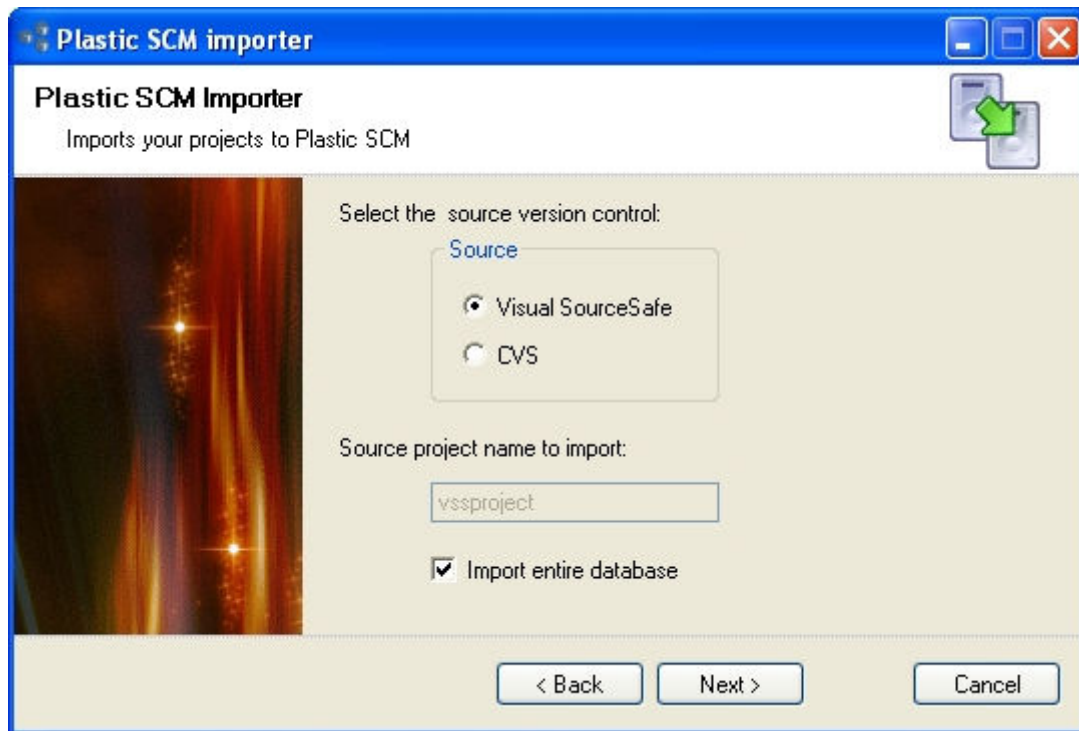 Plastic SCM importer
Plastic SCM Importer
Imports your projects to Plastic SCM
Select the  source version control:
Source
Visual SourceSafe
CVS
Source project name to import:
vssproject
Import entire database
< Back Next > Cancel